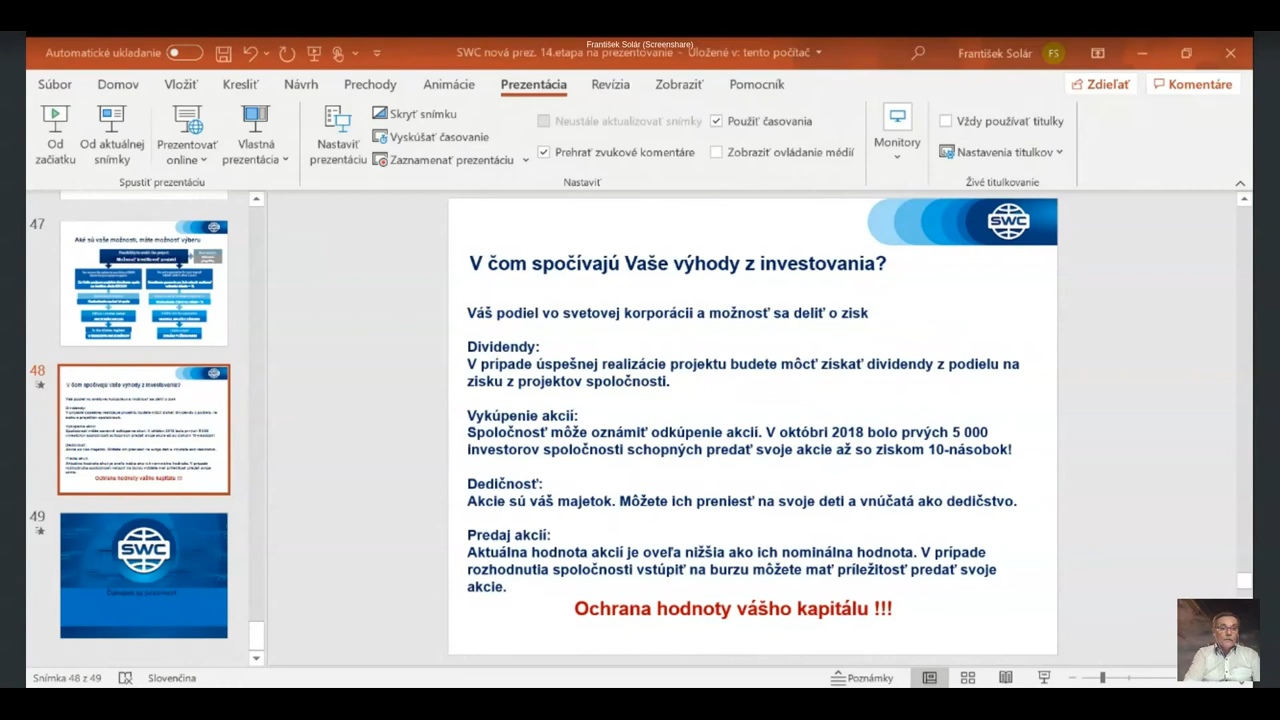 František Solár (Screenshare)
Automatické ukladanie
SWC nová prez. 14.etapa na prezentovanie - Uložené v: tento počítač
František Solár FS
Súbor Domov Vložiť Kresliť Návrh Prechody Animácie Prezentácia Revízia Zobraziť Pomocník
Zdieľať Komentáre
Od začiatku
Od aktuálnej snímky
Prezentovať online
Vlastná prezentácia
Nastaviť prezentáciu
Skryť snímku
Vyskúšať časovanie
Zaznamenať prezentáciu
Neustále aktualizovať snímky
Prehrať zvukové komentáre
Použiť časovania
Zobraziť ovládanie médií
Monitory
Vždy používať titulky
Nastavenia titulkov
Spustiť prezentáciu
Nastaviť
Živé titulkovanie
47
Aké sú vaše možnosti, máte možnosť výberu
48
49
SWC
SWC
V čom spočívajú Vaše výhody z investovania?
Váš podiel vo svetovej korporácii a možnosť sa deliť o zisk
Dividendy:
V prípade úspešnej realizácie projektu budete môcť získať dividendy z podielu na
zisku z projektov spoločnosti.
Vykúpenie akcií:
Spoločnosť môže oznámiť odkúpenie akcií. V októbri 2018 bolo prvých 5 000
investorov spoločnosti schopných predať svoje akcie až so ziskom 10-násobok!
Dedičnosť:
Akcie sú váš majetok. Môžete ich preniesť na svoje deti a vnúčatá ako dedičstvo.
Predaj akcií:
Aktuálna hodnota akcií je oveľa nižšia ako ich nominálna hodnota. V prípade
rozhodnutia spoločnosti vstúpiť na burzu môžete mať príležitosť predať svoje
akcie.
Ochrana hodnoty vášho kapitálu !!!
Snímka 48 z 49
Slovenčina
Poznámky